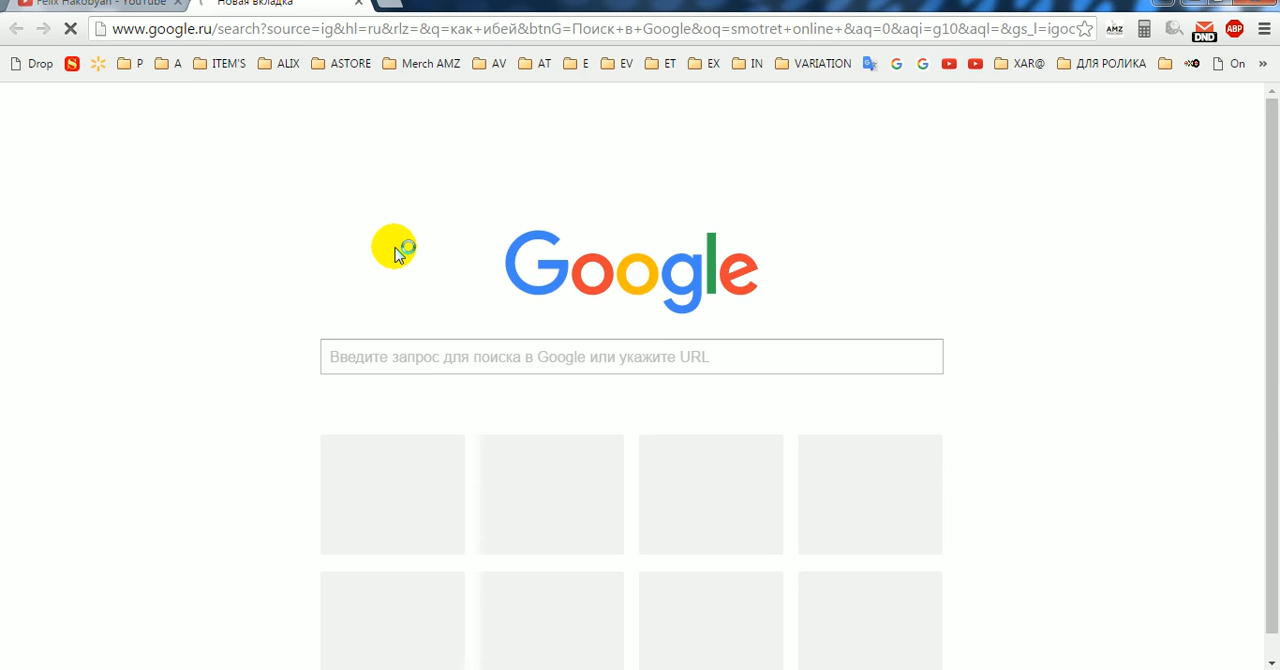 Felix Hakobyan - YouTube
Новая вкладка
www.google.ru/search?source=ig&hl=ru&rlz=&q=как+ибей&btnG=Поиск+в+Google&oq=smotret+online+&aq=0&aqi=g10&aql=&gs_l=igoc
AMZ
DND
ABP
Drop
S
P
A
ITEM'S
ALIX
ASTORE
Merch AMZ
AV
AT
E
EV
ET
EX
IN
VARIATION
XAR@
ДЛЯ РОЛИКА
On
»
Google
Введите запрос для поиска в Google или укажите URL